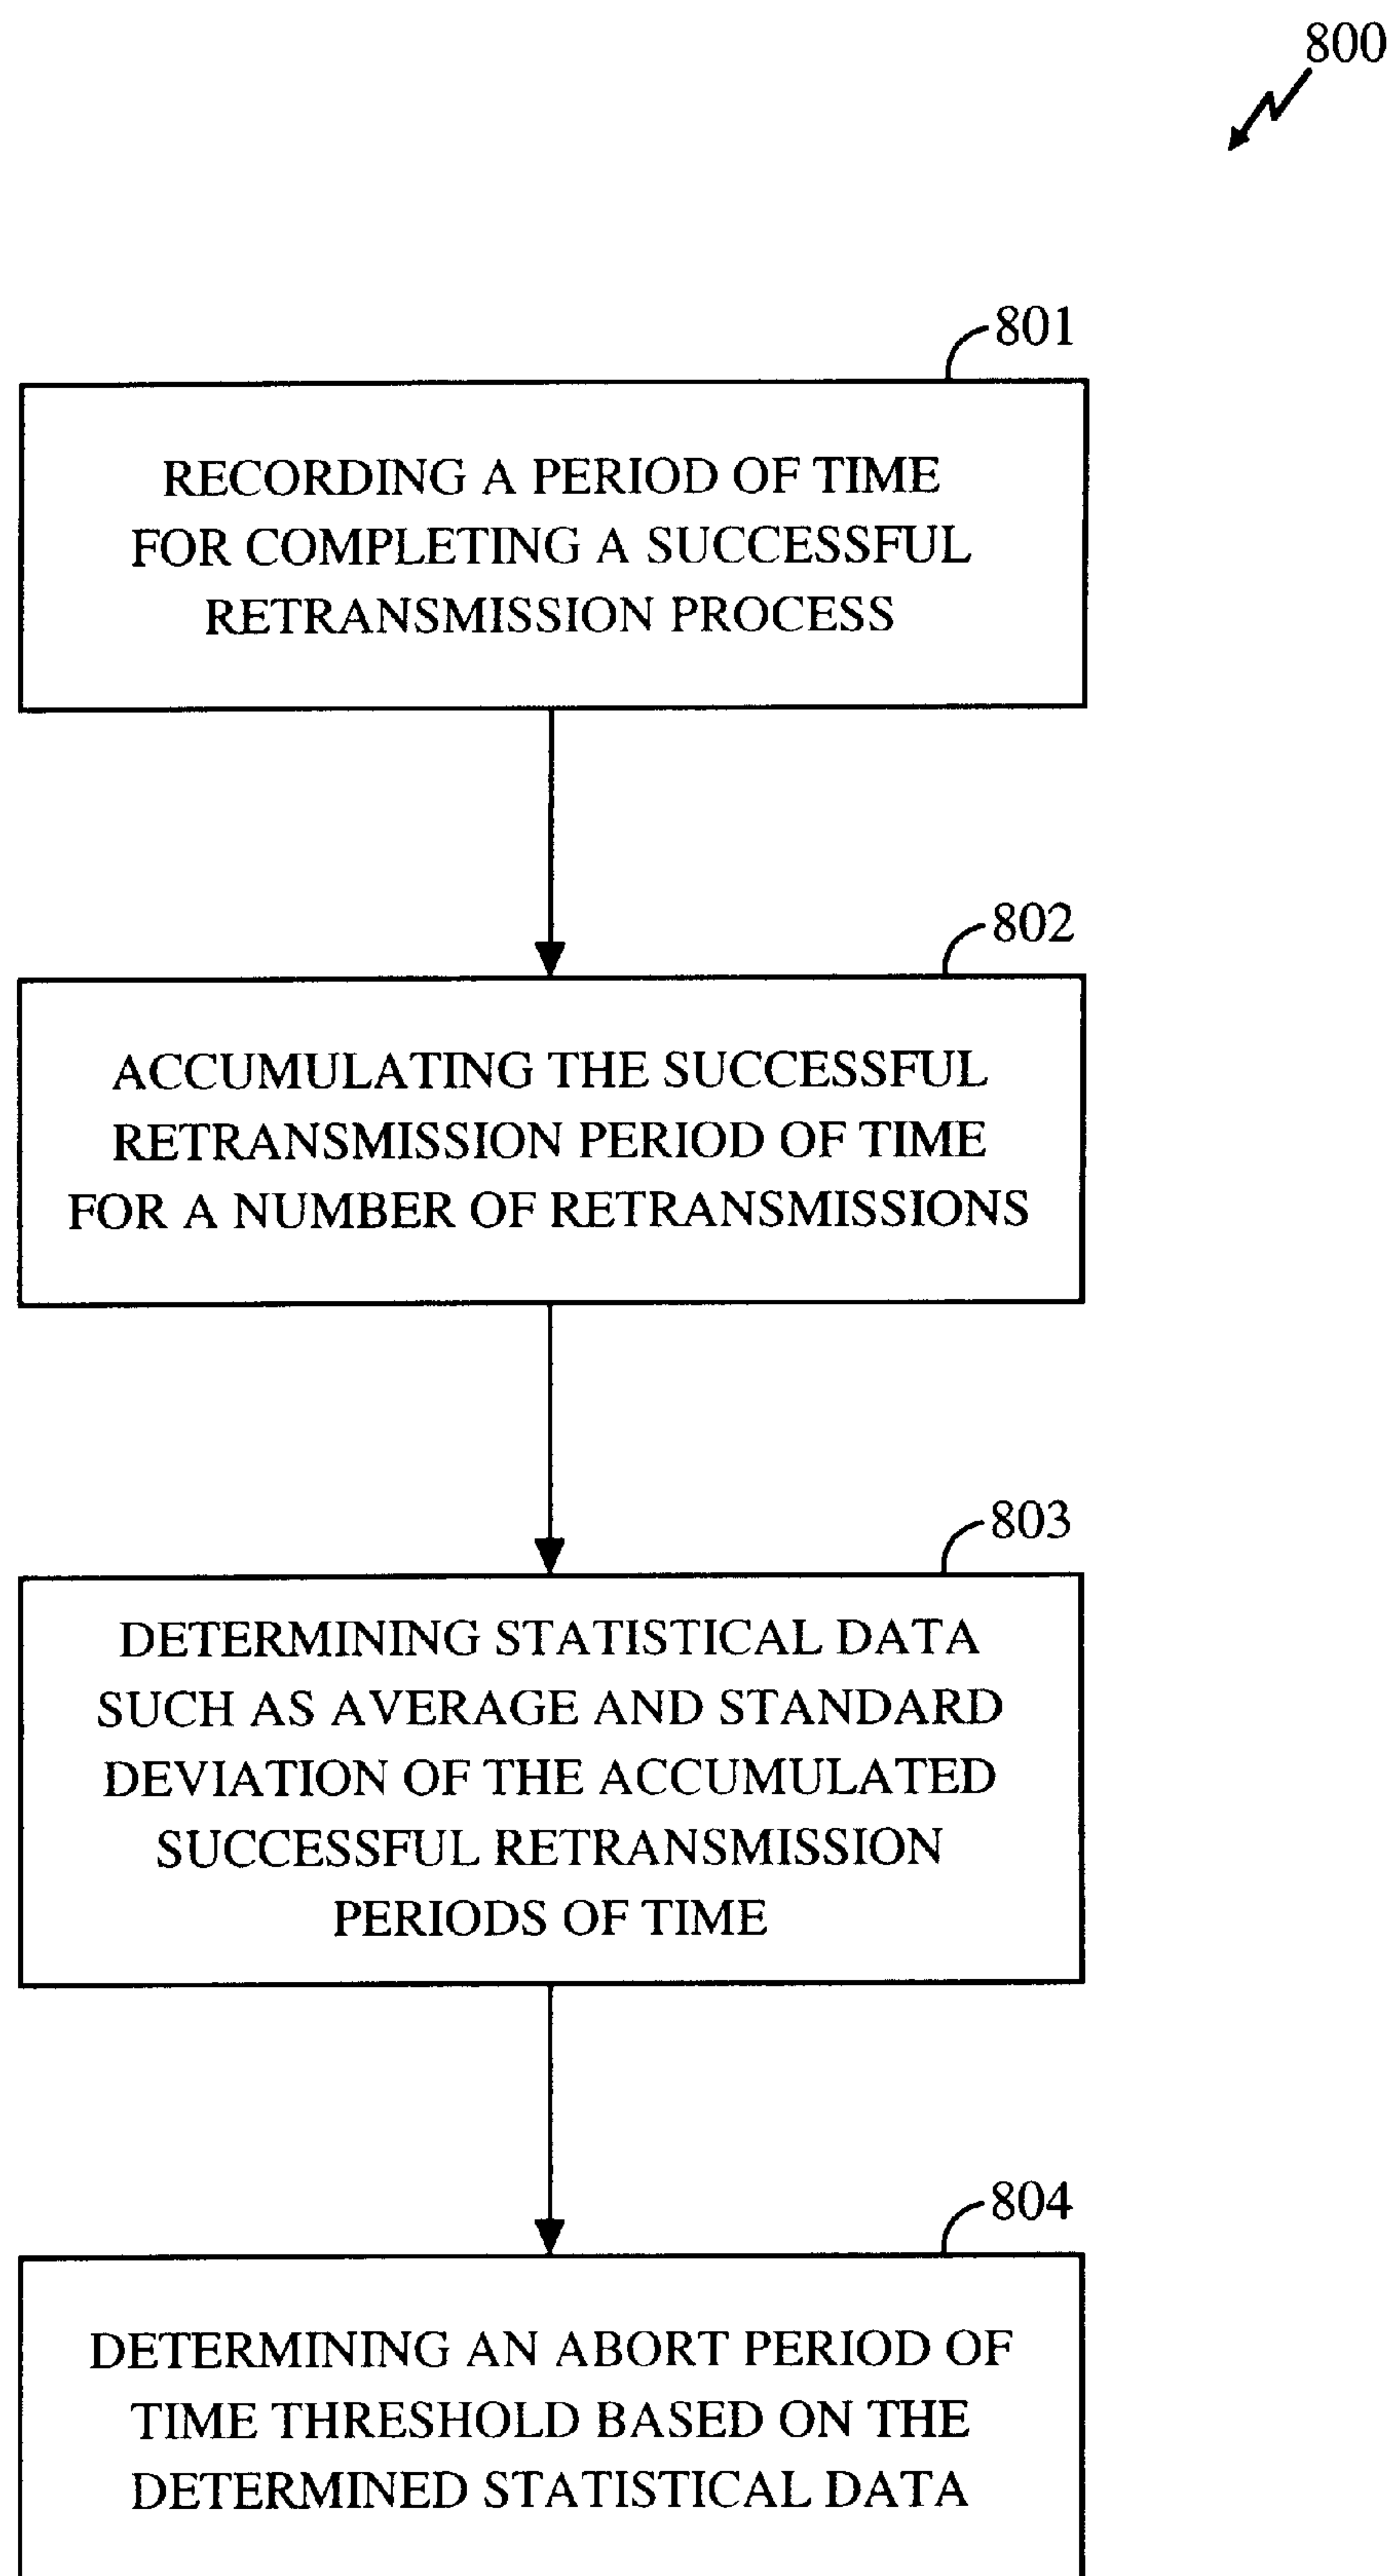 800
801
RECORDING A PERIOD OF TIME
FOR COMPLETING A SUCCESSFUL
RETRANSMISSION PROCESS
802
ACCUMULATING THE SUCCESSFUL
RETRANSMISSION PERIOD OF TIME
FOR A NUMBER OF RETRANSMISSIONS
803
DETERMINING STATISTICAL DATA
SUCH AS AVERAGE AND STANDARD
DEVIATION OF THE ACCUMULATED
SUCCESSFUL RETRANSMISSION
PERIODS OF TIME
804
DETERMINING AN ABORT PERIOD OF
TIME THRESHOLD BASED ON THE
DETERMINED STATISTICAL DATA